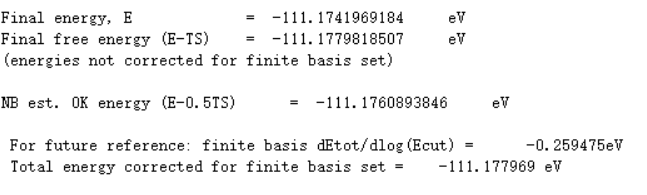 Final energy, E = -111.1741969184 eV
Final free energy (E-TS) = -111.1779818507 eV
(energies not corrected for finite basis set)
NB est. 0K energy (E-0.5TS) = -111.1760893846 eV
For future reference: finite basis dEtot/dlog(Ecut) = -0.259475eV
Total energy corrected for finite basis set = -111.177969 eV